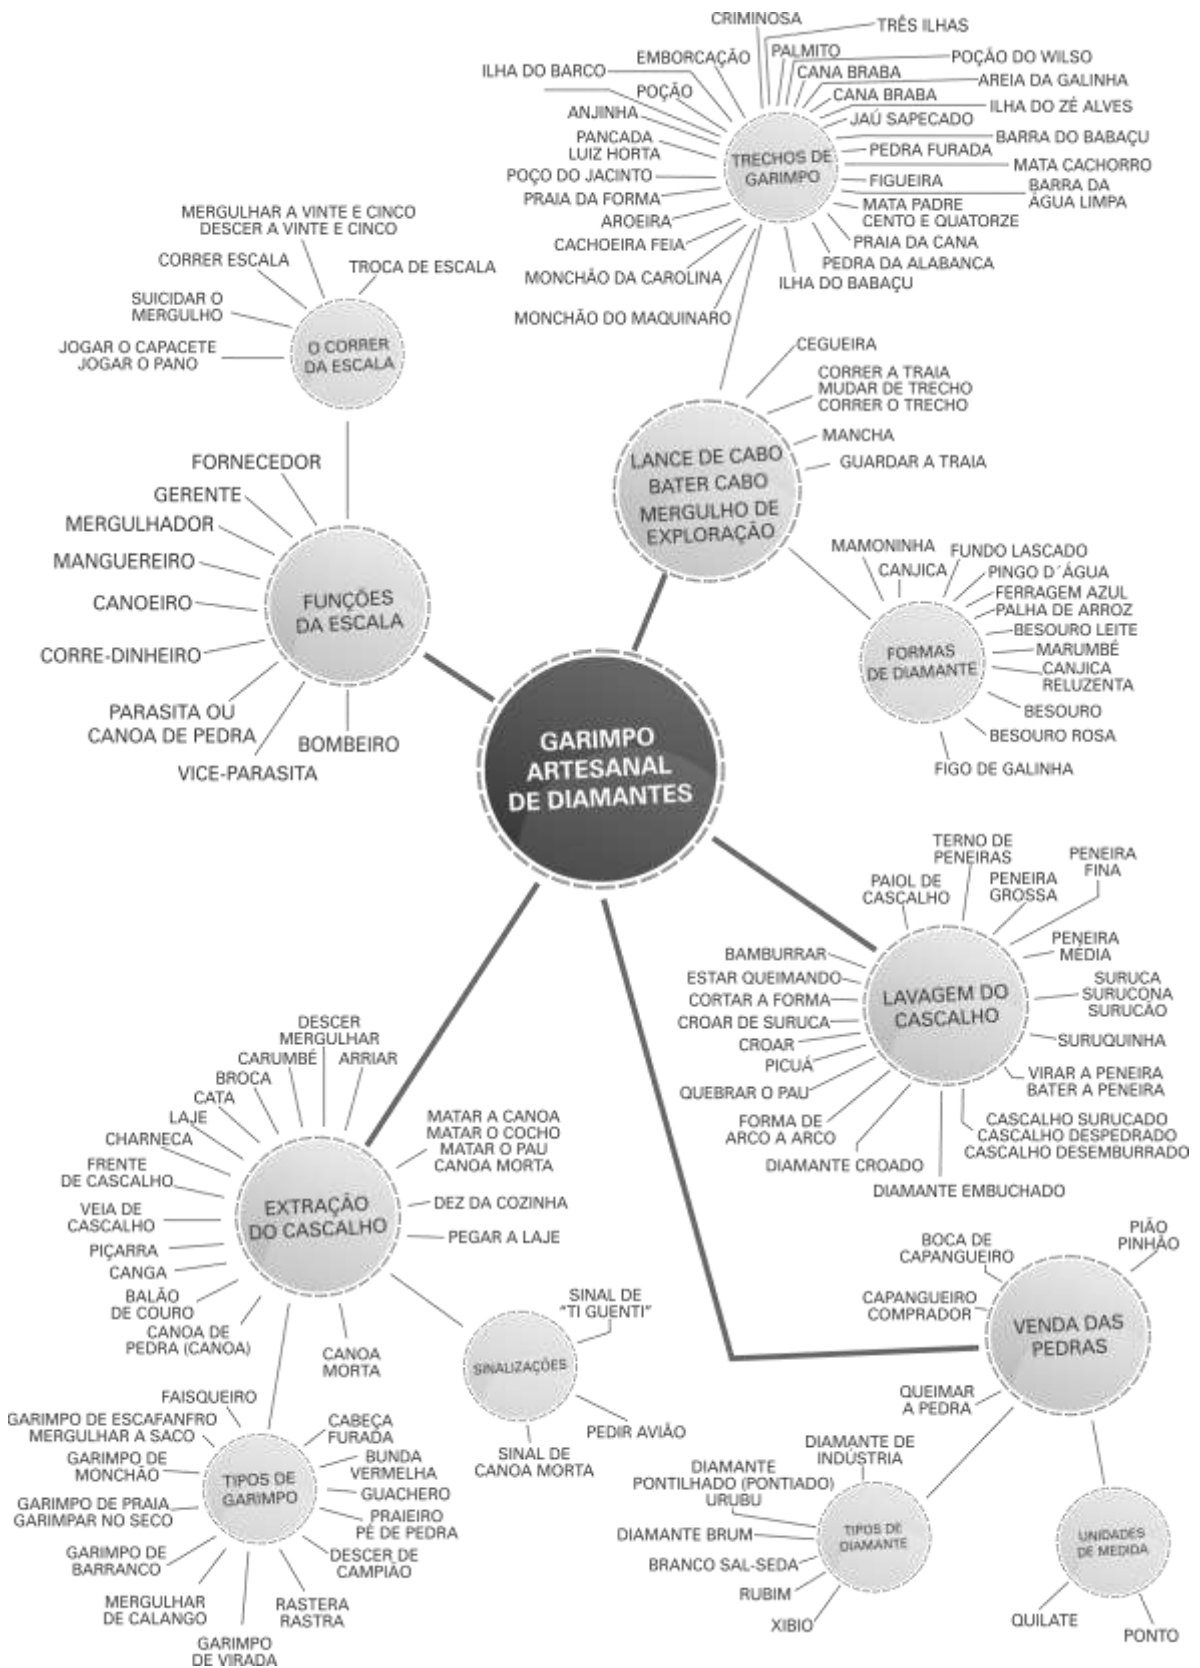 CRIMINOSA
TRÊS ILHAS
EMBORCAÇÃO
PALMITO
POÇÃO DO WILSO
ILHA DO BARCO
CANA BRABA
AREIA DA GALINHA
POÇÃO
CANA BRABA
ILHA DO ZÉ ALVES
ANJINHA
JAÚ SAPECADO
PANCADA
LUIZ HORTA
BARRA DO BABAÇU
PEDRA FURADA
MATA CACHORRO
POÇO DO JACINTO
TRECHOS DE
GARIMPO
FIGUEIRA
BARRA DA
ÁGUA LIMPA
PRAIA DA FORMA
MATA PADRE
CENTO E QUATORZE
AROEIRA
PRAIA DA CANA
CACHOEIRA FEIA
PEDRA DA ALABANCA
MONCHÃO DA CAROLINA
ILHA DO BABAÇU
MONCHÃO DO MAQUINARO
MERGULHAR A VINTE E CINCO
DESCER A VINTE E CINCO
CORRER ESCALA
TROCA DE ESCALA
SUICIDAR O
MERGULHO
JOGAR O CAPACETE
JOGAR O PANO
O CORRER
DA ESCALA
CEGUEIRA
CORRER A TRAIA
MUDAR DE TRECHO
CORRER O TRECHO
MANCHA
GUARDAR A TRAIA
LANCE DE CABO
BATER CABO
MERGULHO DE
EXPLORAÇÃO
FORNECEDOR
GERENTE
MERGULHADOR
MANGUEREIRO
CANOEIRO
CORRE-DINHEIRO
PARASITA OU
CANOA DE PEDRA
VICE-PARASITA
BOMBEIRO
FUNÇÕES
DA ESCALA
MAMONINHA
FUNDO LASCADO
CANJICA
PINGO D´ÁGUA
FERRAGEM AZUL
PALHA DE ARROZ
BESOURO LEITE
MARUMBÉ
CANJICA
RELUZENTA
BESOURO
BESOURO ROSA
FIGO DE GALINHA
FORMAS
DE DIAMANTE
GARIMPO
ARTESANAL
DE DIAMANTES
TERNO DE
PENEIRAS
PENEIRA
FINA
PAIOL DE
CASCALHO
PENEIRA
GROSSA
PENEIRA
MÉDIA
BAMBURRAR
ESTAR QUEIMANDO
CORTAR A FORMA
CROAR DE SURUCA
CROAR
PICUÁ
QUEBRAR O PAU
FORMA DE
ARCO A ARCO
DIAMANTE CROADO
DIAMANTE EMBUCHADO
LAVAGEM DO
CASCALHO
SURUCA
SURUCONA
SURUCÃO
SURUQUINHA
VIRAR A PENEIRA
BATER A PENEIRA
CASCALHO SURUCADO
CASCALHO DESPEDRADO
CASCALHO DESEMBURRADO
DESCER
MERGULHAR
CARUMBÉ
ARRIAR
BROCA
CATA
LAJE
CHARNECA
FRENTE
DE CASCALHO
VEIA DE
CASCALHO
PIÇARRA
CANGA
BALÃO
DE COURO
CANOA DE
PEDRA (CANOA)
CANOA
MORTA
EXTRAÇÃO
DO CASCALHO
MATAR A CANOA
MATAR O COCHO
MATAR O PAU
CANOA MORTA
DEZ DA COZINHA
PEGAR A LAJE
SINAL DE
“TI GUENTI”
SINALIZAÇÕES
PEDIR AVIÃO
SINAL DE
CANOA MORTA
FAISQUEIRO
GARIMPO DE ESCAFANFRO
MERGULHAR A SACO
GARIMPO DE
MONCHÃO
GARIMPO DE PRAIA
GARIMPAR NO SECO
GARIMPO DE
BARRANCO
MERGULHAR
DE CALANGO
GARIMPO
DE VIRADA
RASTERA
RASTRA
DESCER DE
CAMPIÃO
PRAIEIRO
PÉ DE PEDRA
GUACHERO
BUNDA
VERMELHA
CABEÇA
FURADA
TIPOS DE
GARIMPO
PIÃO
PINHÃO
BOCA DE
CAPANGUEIRO
CAPANGUEIRO
COMPRADOR
VENDA DAS
PEDRAS
QUEIMAR
A PEDRA
DIAMANTE DE
INDÚSTRIA
DIAMANTE
PONTILHADO (PONTIADO)
URUBU
DIAMANTE BRUM
BRANCO SAL-SEDA
RUBIM
XIBIO
TIPOS DE
DIAMANTE
UNIDADES
DE MEDIDA
QUILATE
PONTO